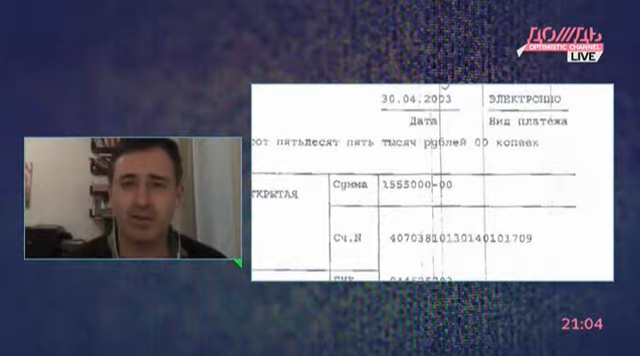 ДОЖДЬ
OPTIMISTIC CHANNEL
LIVE
30.04.2003 ЭЛЕКТРОННО
Дата Вид платежа
сот пятьдесят пять тысяч рублей 00 копеек
ТКРЫТАЯ Сумма 1555000-00
Сч.N 40703810130140101709
21:04